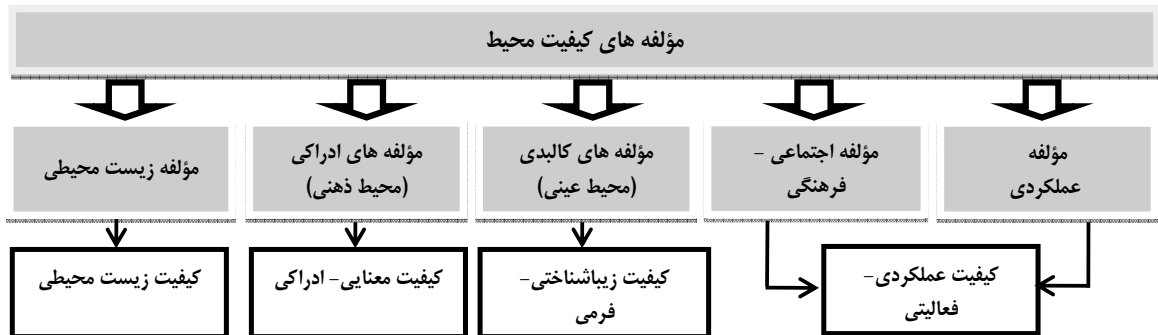 مؤلفه های کیفیت محیط
مؤلفه
عملکردی
مؤلفه اجتماعی –
فرهنگی
مؤلفه های کالبدی
(محیط عینی)
مؤلفه های ادراکی
(محیط ذهنی)
مؤلفه زیست محیطی
کیفیت عملکردی–
فعالیتی
کیفیت زیباشناختی–
فرمی
کیفیت معنایی– ادراکی
کیفیت زیست محیطی